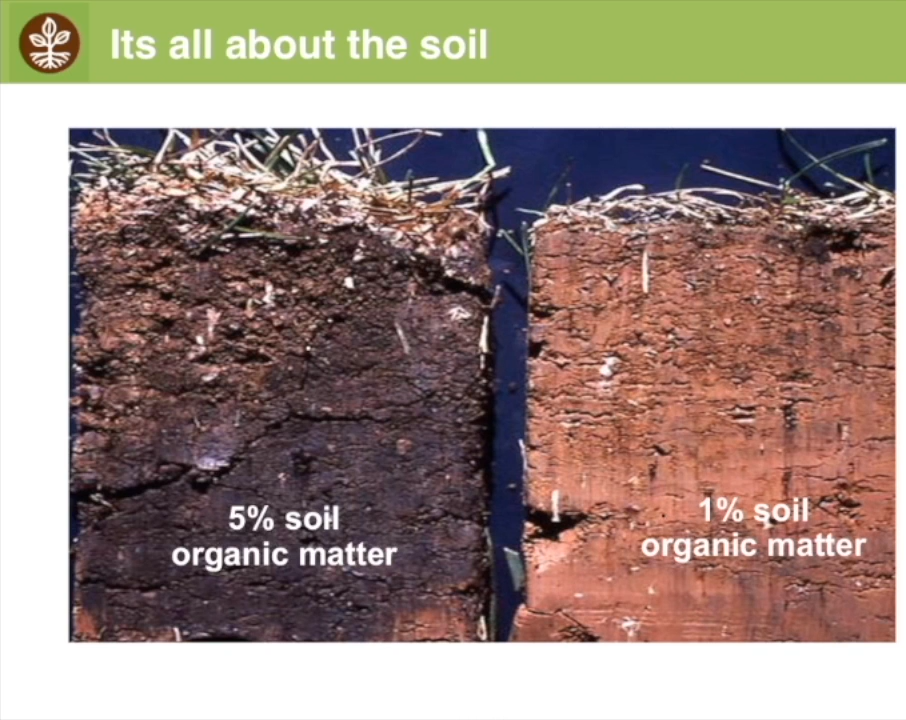 Its all about the soil
5% soil
organic matter
1% soil
organic matter